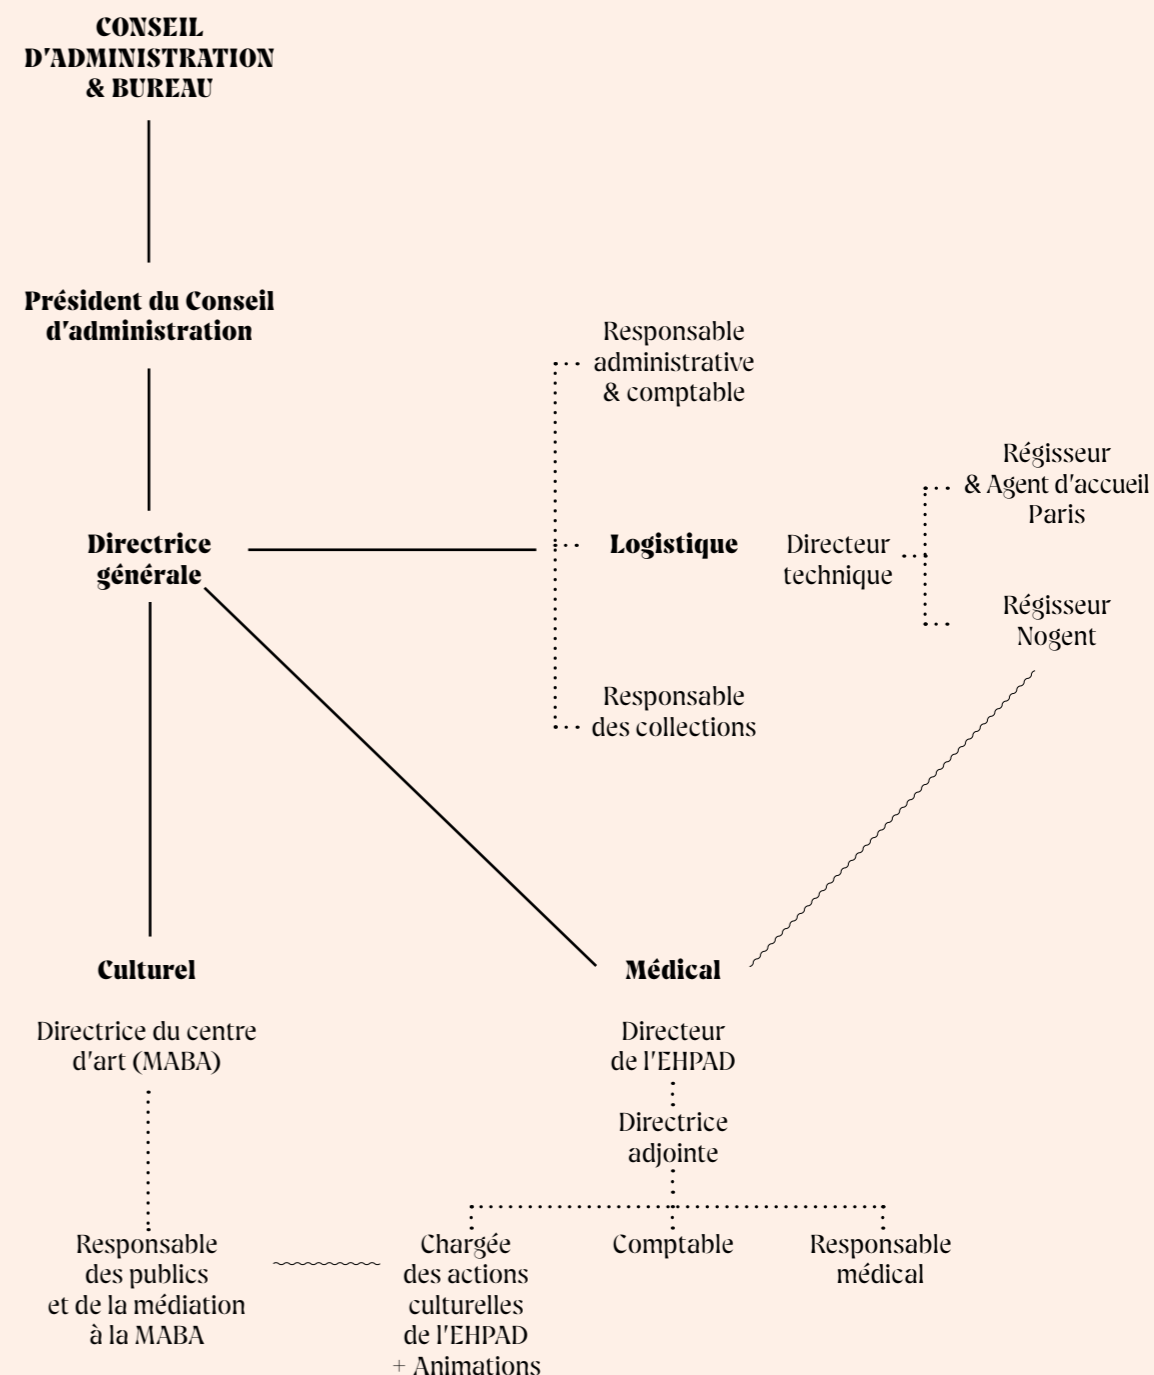 CONSEIL
D'ADMINISTRATION
& BUREAU
Président du Conseil
d'administration
Responsable
administrative
& comptable
Régisseur
& Agent d'accueil
Paris
Directrice
générale
Logistique
Directeur
technique
Régisseur
Nogent
Responsable
des collections
Culturel
Médical
Directrice du centre
d'art (MABA)
Directeur
de l'EHPAD
Directrice
adjointe
Responsable
des publics
et de la médiation
à la MABA
Chargée
des actions
culturelles
de l'EHPAD
+ Animations
Comptable
Responsable
médical